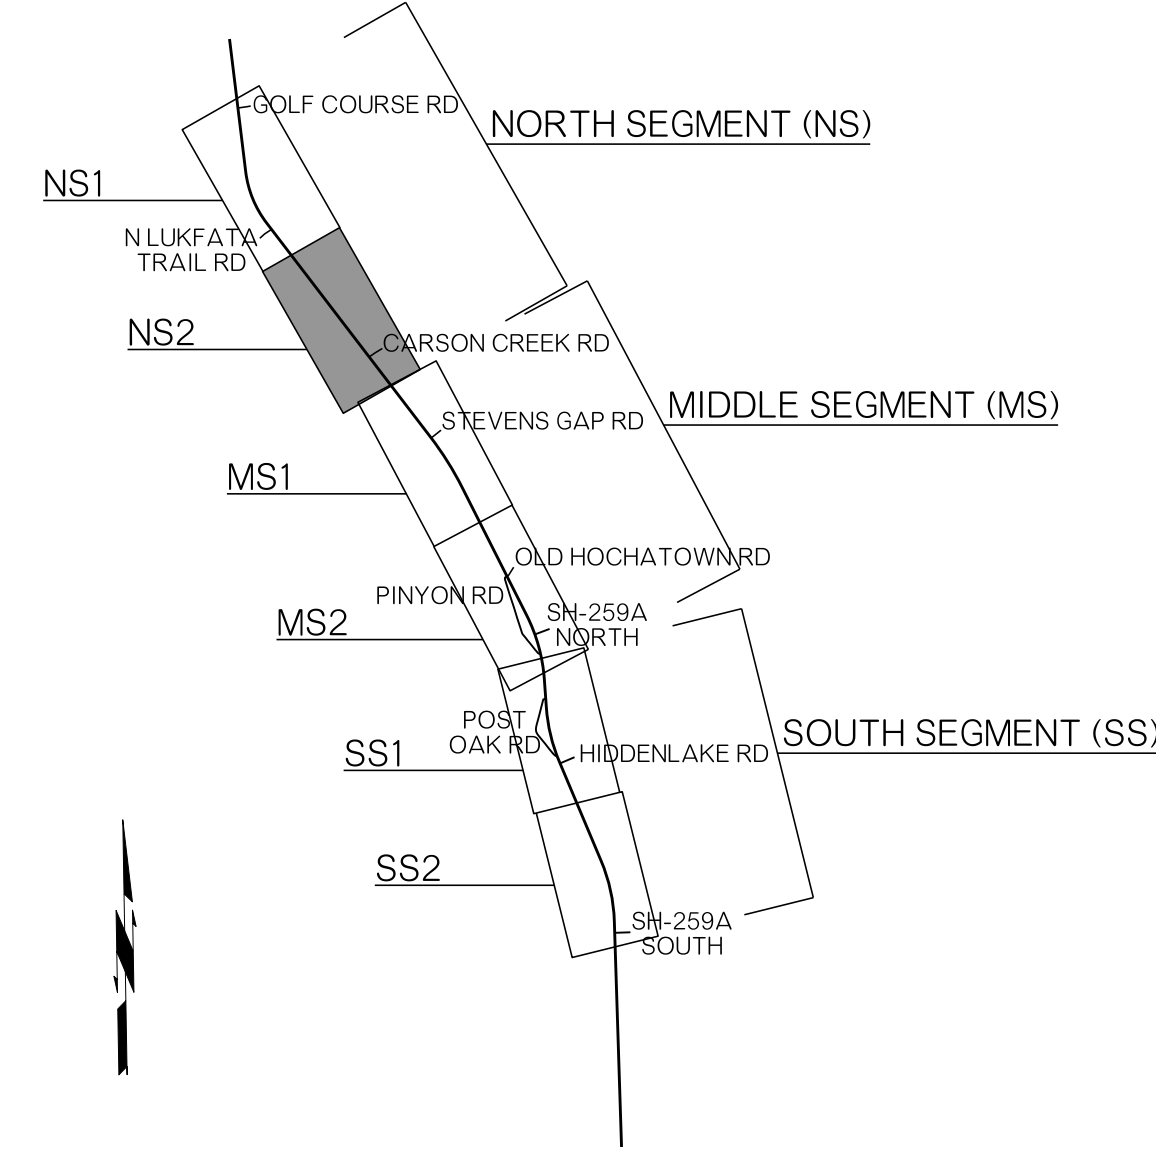 GOLF COURSE RD
NORTH SEGMENT (NS)
NS1
N LUKFATA
TRAIL RD
NS2
CARSON CREEK RD
MIDDLE SEGMENT (MS)
STEVENS GAP RD
MS1
OLD HOCHATOWN RD
PINYON RD
SH-259A
NORTH
MS2
POST
OAK RD
SOUTH SEGMENT (SS)
SS1
HIDDENLAKE RD
SS2
SH-259A
SOUTH
N